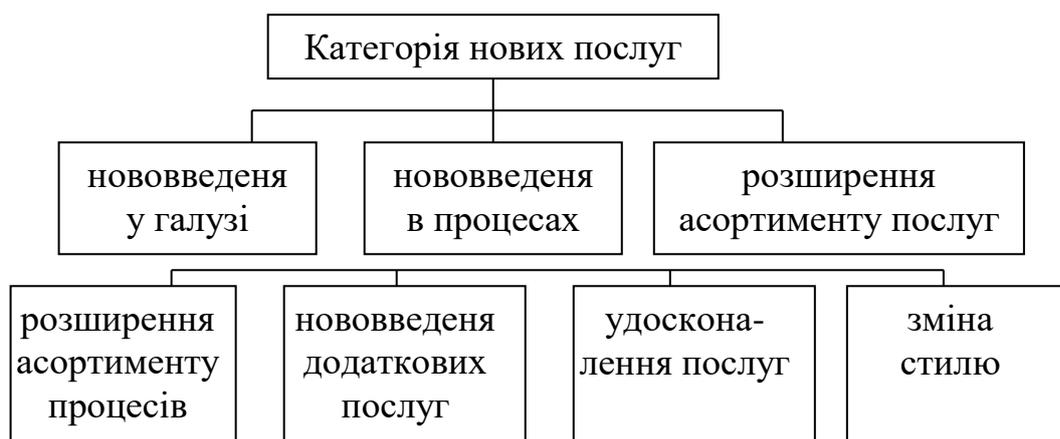 Категорія нових послуг
нововведеня
у галузі
нововведеня
в процесах
розширення
асортименту послуг
розширення
асортименту
процесів
нововведеня
додаткових
послуг
удоскона-
лення послуг
зміна
стилю